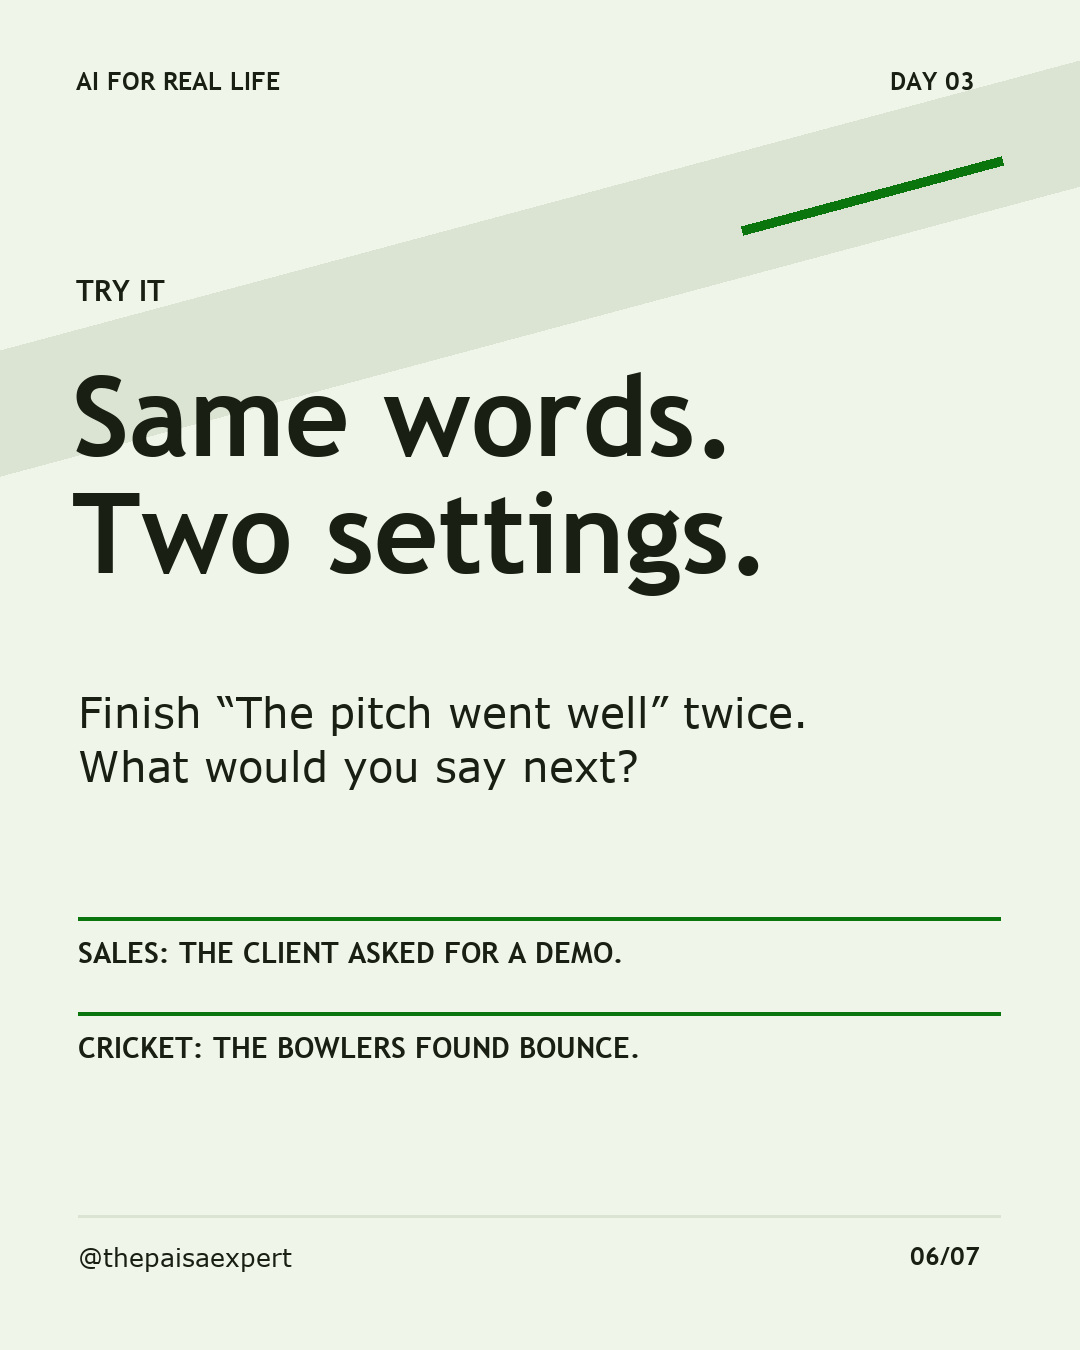 AI FOR REAL LIFE
DAY 03
TRY IT
Same words.
Two settings.
Finish “The pitch went well” twice.
What would you say next?
SALES: THE CLIENT ASKED FOR A DEMO.
CRICKET: THE BOWLERS FOUND BOUNCE.
@thepaisaexpert
06/07